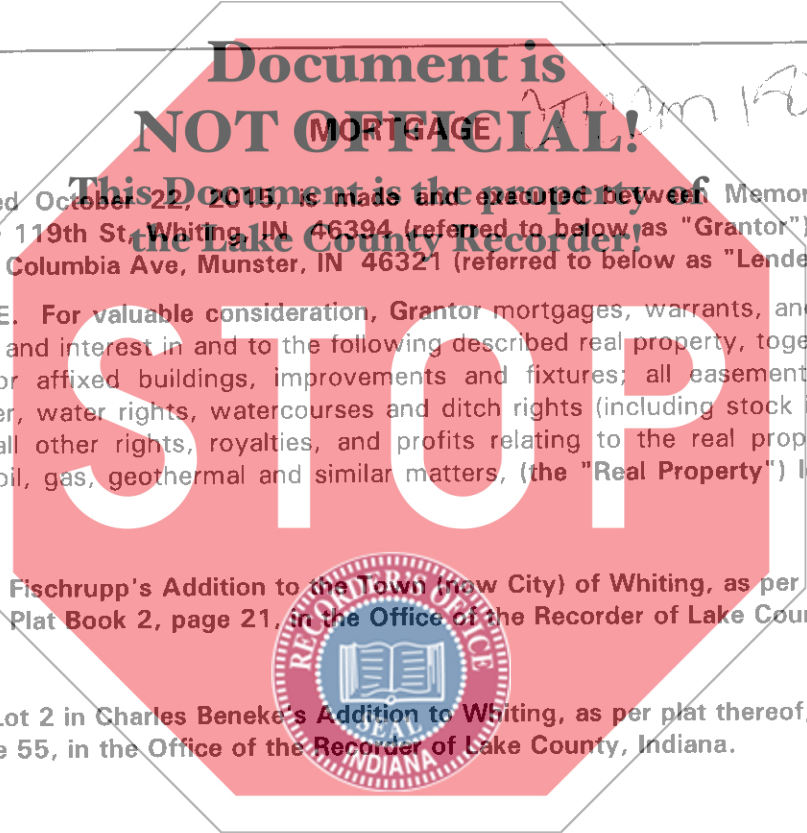 Document is
NOT OFFICIAL!
MORTGAGE
This Document is the property of
the Lake County Recorder!
ed October 22, 2015, is made and executed between Memor
119th St, Whiting, IN 46394 (referred to below as "Grantor")
Columbia Ave, Munster, IN 46321 (referred to below as "Lende
E. For valuable consideration, Grantor mortgages, warrants, and
and interest in and to the following described real property, toge
or affixed buildings, improvements and fixtures; all easement
er, water rights, watercourses and ditch rights (including stock i
all other rights, royalties, and profits relating to the real prop
oil, gas, geothermal and similar matters, (the "Real Property") l
STOP
Fischrupp's Addition to the Town (now City) of Whiting, as per
Plat Book 2, page 21, in the Office of the Recorder of Lake Coun
Lot 2 in Charles Beneke's Addition to Whiting, as per plat thereof,
e 55, in the Office of the Recorder of Lake County, Indiana.
RECORDER'S OFFICE
SEAL
INDIANA